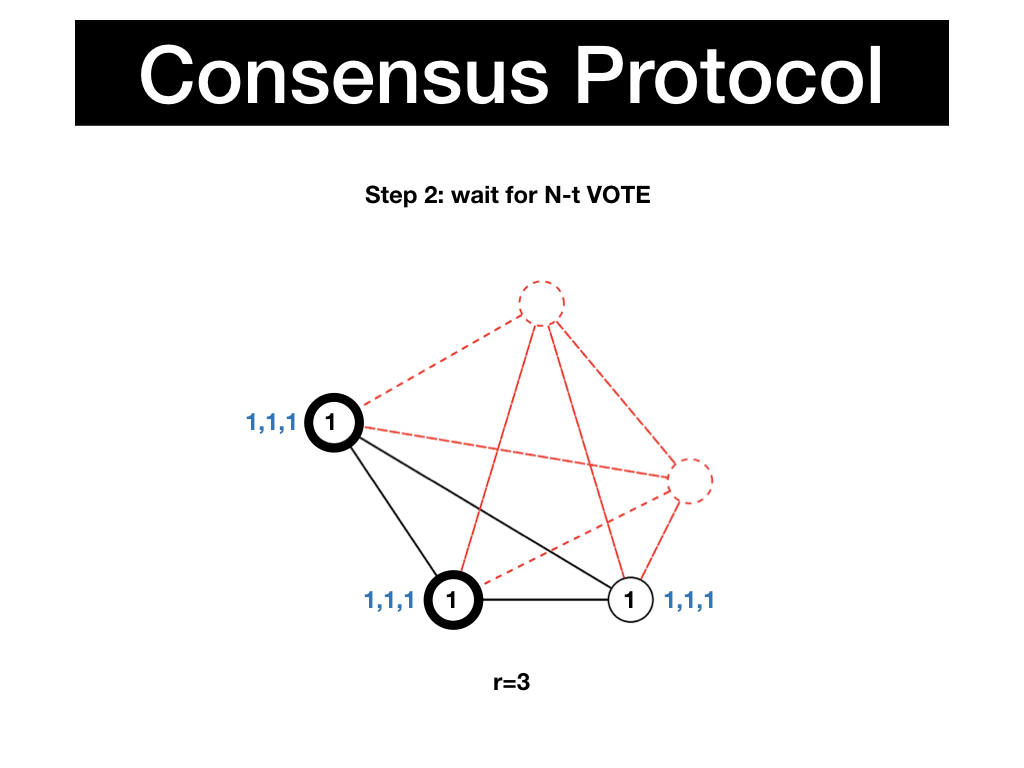 Consensus Protocol
Step 2: wait for N-t VOTE
1,1,1
1
1,1,1
1
1
1,1,1
r=3